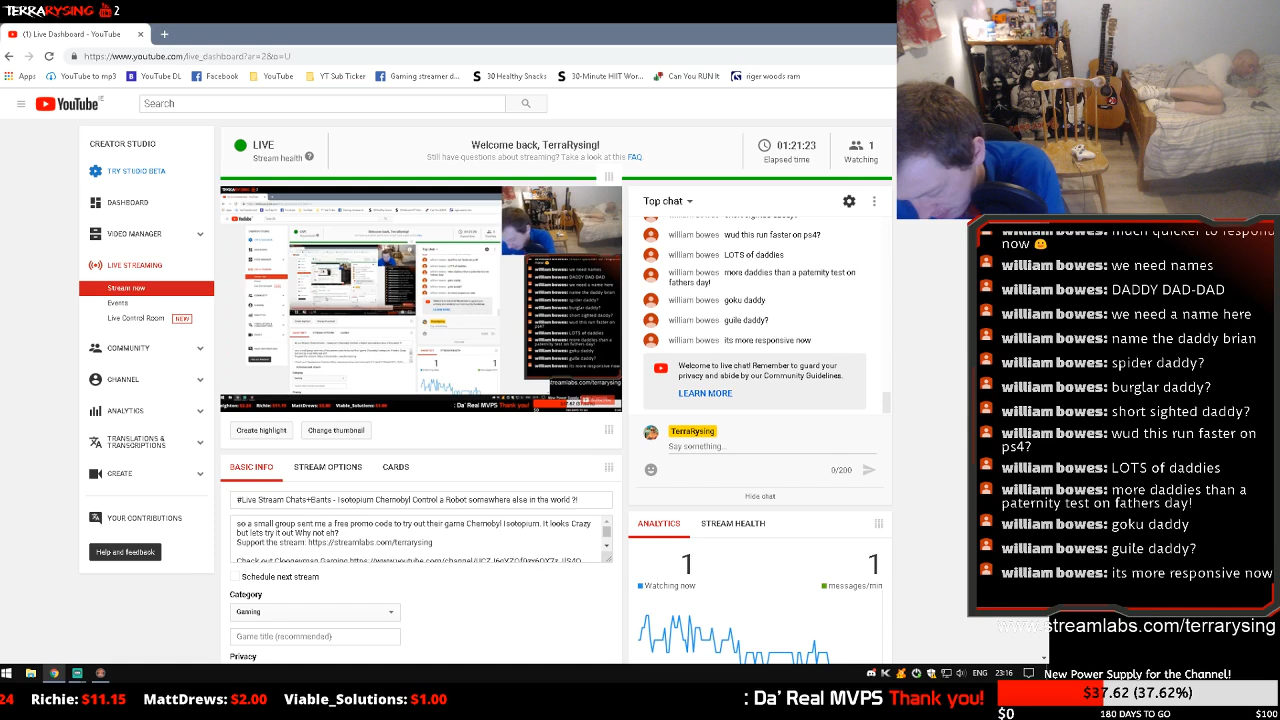 TERRARYSING 2
(1) Live Dashboard - YouTube
https://www.youtube.com/live_dashboard?ar=2&o=U
Apps YouTube to mp3 YouTube DL Facebook YouTube YT Sub Ticker Gaming streamer d... 30 Healthy Snacks 30-Minute HIIT Wor... Can You RUN It riger woods ram
YouTube Search
CREATOR STUDIO
TRY STUDIO BETA
DASHBOARD
VIDEO MANAGER
LIVE STREAMING
Stream now
Events
Live Control Room NEW
COMMUNITY
CHANNEL
ANALYTICS
TRANSLATIONS &
TRANSCRIPTIONS
CREATE
YOUR CONTRIBUTIONS
Help and feedback
LIVE
Stream health
Welcome back, TerraRysing!
Still have questions about streaming? Take a look at this FAQ.
01:21:23
Elapsed time
1
Watching
Create highlight Change thumbnail
BASIC INFO STREAM OPTIONS CARDS
#Live Stream Chats+Bants - Isotopium Chernobyl Control a Robot somewhere else in the world ?!
so a small group sent me a free promo code to try out their game Chernobyl Isotopium. It looks Crazy
but lets try it out Why not eh?
Support the stream: https://streamlabs.com/terrarysing
Schedule next stream
Category
Gaming
Game title (recommended)
Privacy
Top chat
william bowes wud this run faster on ps4?
william bowes LOTS of daddies
william bowes more daddies than a paternity test on
fathers day!
william bowes goku daddy
william bowes guile daddy?
william bowes its more responsive now
Welcome to live chat! Remember to guard your
privacy and abide by our Community Guidelines.
LEARN MORE
TerraRysing
Say something...
0/200
Hide chat
ANALYTICS STREAM HEALTH
1
Watching now
1
messages/min
william bowes: much quicker to respond
now
william bowes: we need names
william bowes: DADDY DAD-DAD
william bowes: we need a name here
william bowes: name the daddy brian
william bowes: spider daddy?
william bowes: burglar daddy?
william bowes: short sighted daddy?
william bowes: wud this run faster on
ps4?
william bowes: LOTS of daddies
william bowes: more daddies than a
paternity test on fathers day!
william bowes: goku daddy
william bowes: guile daddy?
william bowes: its more responsive now
www.streamlabs.com/terrarysing
ENG 23:16
New Power Supply for the Channel!
24 Richie: $11.15 MattDrews: $2.00 Viable_Solutions: $1.00
: Da' Real MVPS Thank you!
$37.62 (37.62%)
$0 180 DAYS TO GO $100